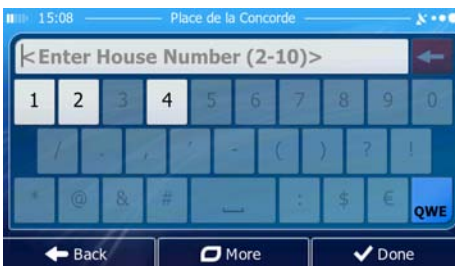 15:08 Place de la Concorde
<Enter House Number (2-10)>
1 2 3 4 5 6 7 8 9 0
/ . , ' - ( ) ? !
* @ & # : $ € QWE
Back More Done